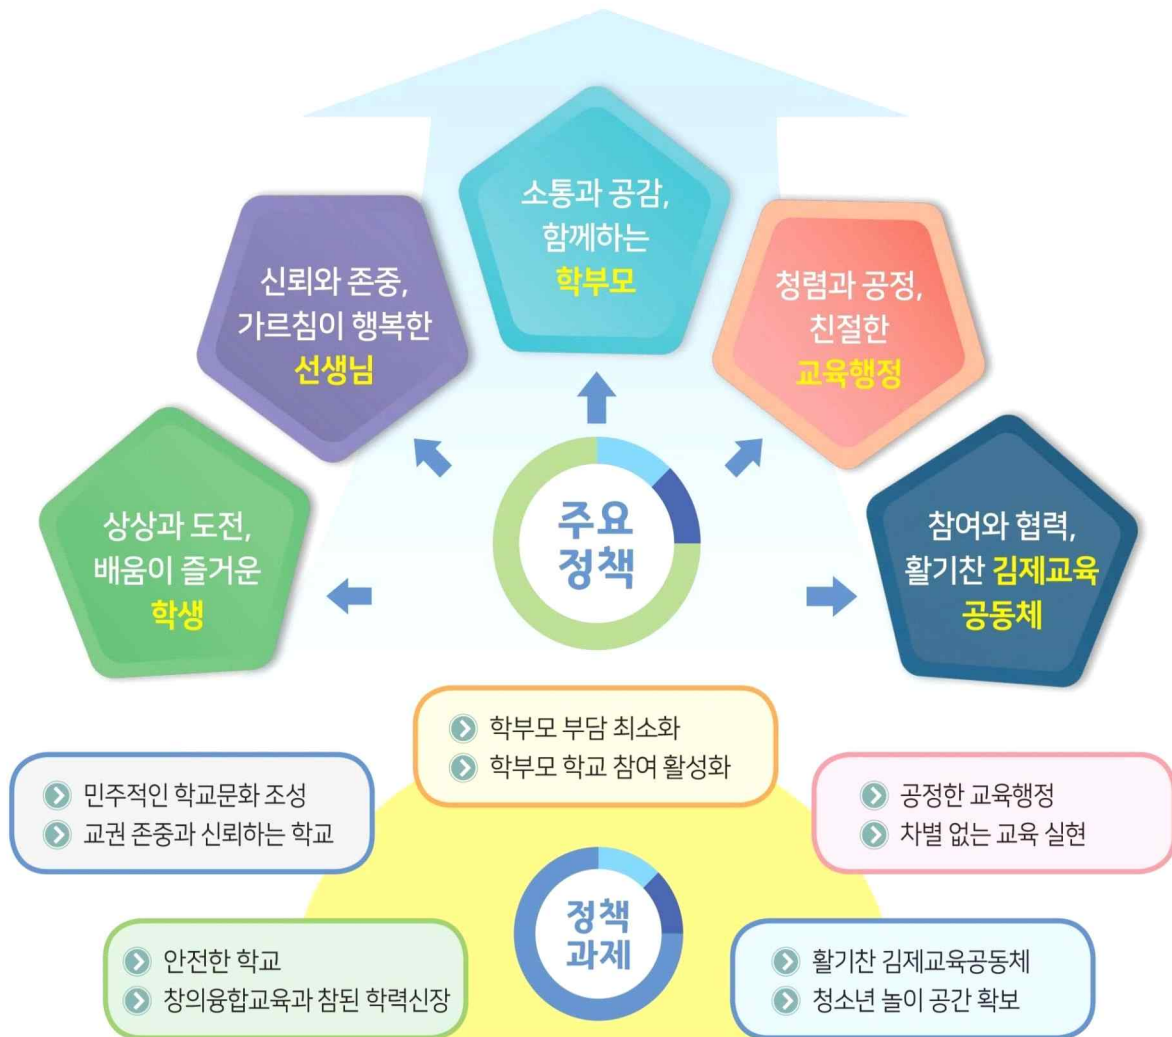 소통과 공감,
함께하는
학부모
신뢰와 존중,
가르침이 행복한
선생님
청렴과 공정,
친절한
교육행정
상상과 도전,
배움이 즐거운
학생
주요
정책
참여와 협력,
활기찬 김제교육
공동체
학부모 부담 최소화
학부모 학교 참여 활성화
민주적인 학교문화 조성
교권 존중과 신뢰하는 학교
공정한 교육행정
차별 없는 교육 실현
정책
과제
안전한 학교
창의융합교육과 참된 학력신장
활기찬 김제교육공동체
청소년 놀이 공간 확보